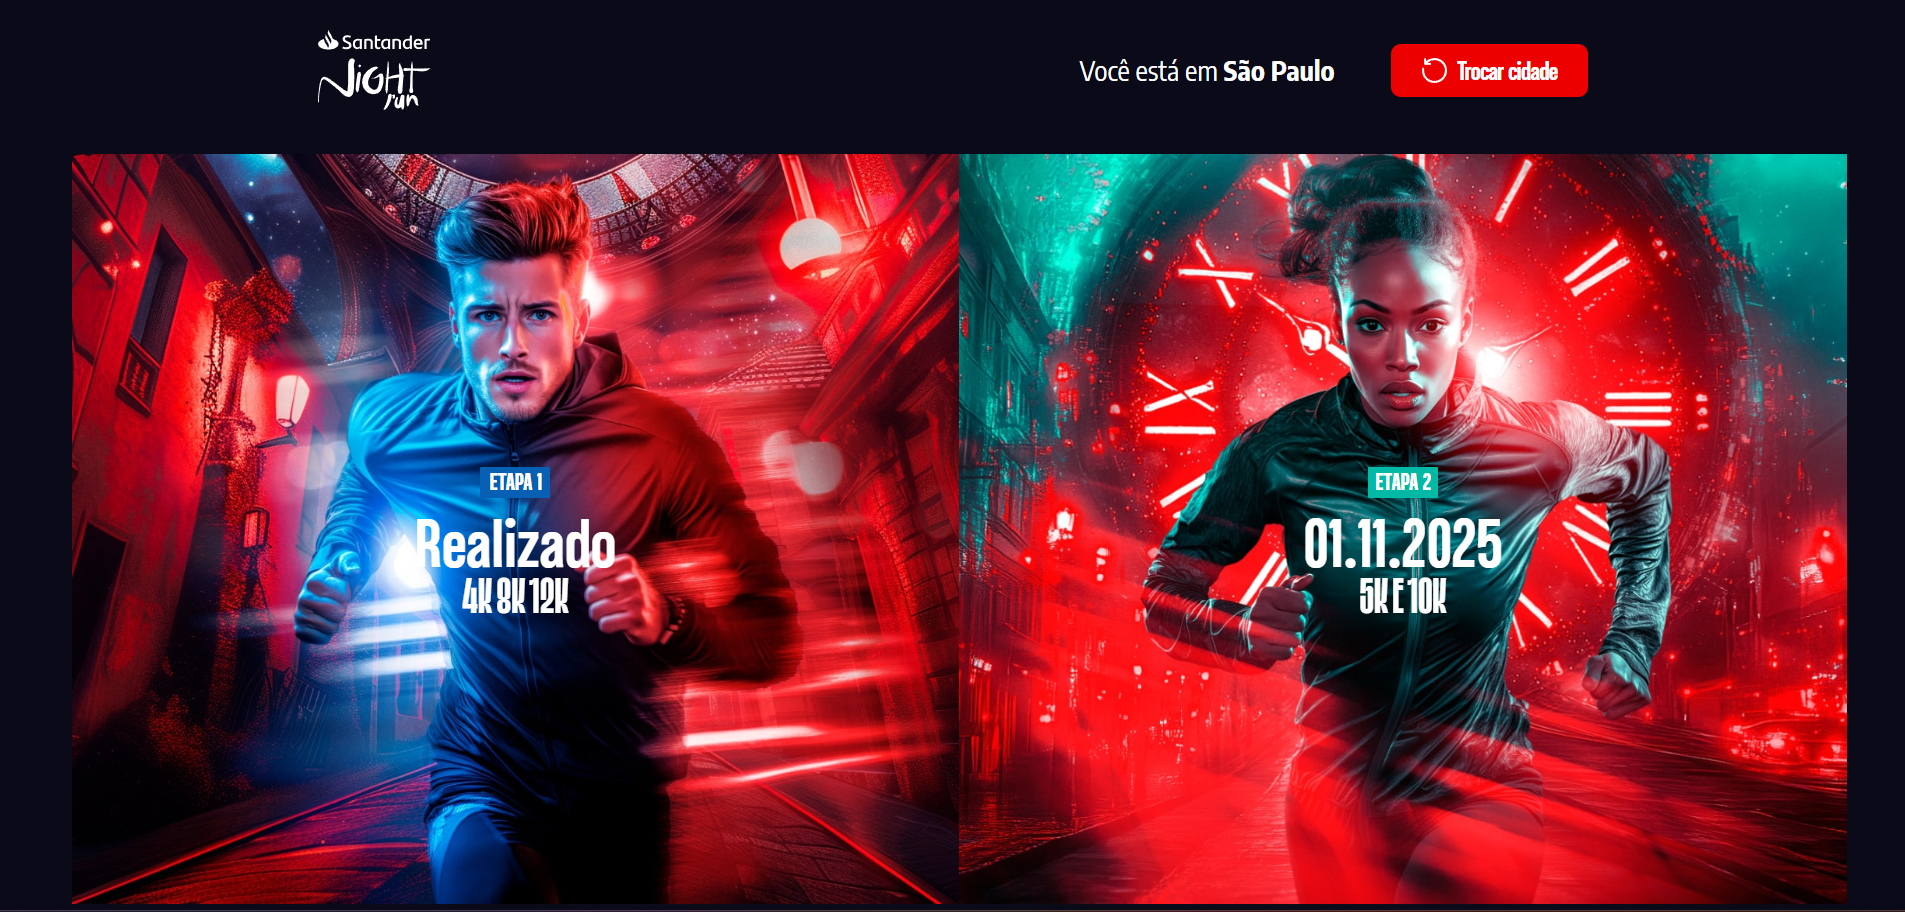 Santander
Night
run
Você está em São Paulo
Trocar cidade
ETAPA 1
Realizado
4K 8K 12K
ETAPA 2
01.11.2025
5K E 10K